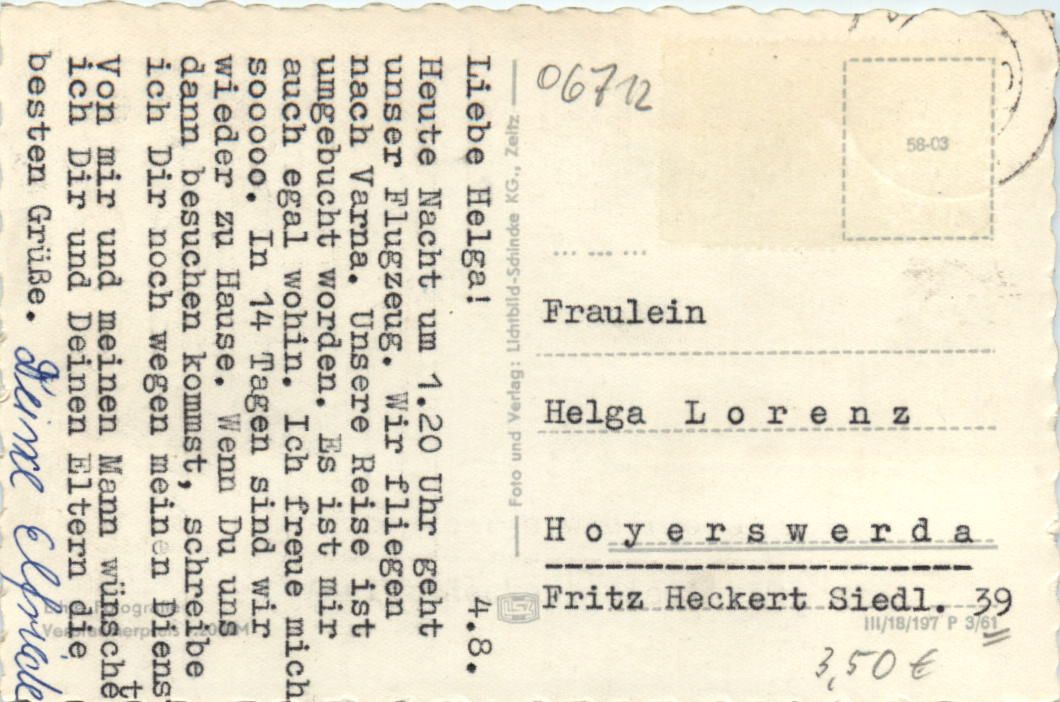 Liebe Helga! 4.8.
Heute Nacht um 1.20 Uhr geht
unser Flugzeug. Wir fliegen
nach Varna. Unsere Reise ist
umgebucht worden. Es ist mir
auch egal wohin. Ich freue mich
sooooo. In 14 Tagen sind wir
wieder zu Hause. Wenn Du uns
dann besuchen kommst, schreibe
ich Dir noch wegen meinen Diens
t
Von mir und meinen Mann wünsche
ich Dir und Deinen Eltern die
besten Grüße. Deine Elfriede
Foto und Verlag: Lichtbild-Schincke KG., Zeitz
06712
58-03
Fraulein
Helga Lorenz
Hoyerswerda
Fritz Heckert Siedl. 39
III/18/197 P 3/61
3,50 €